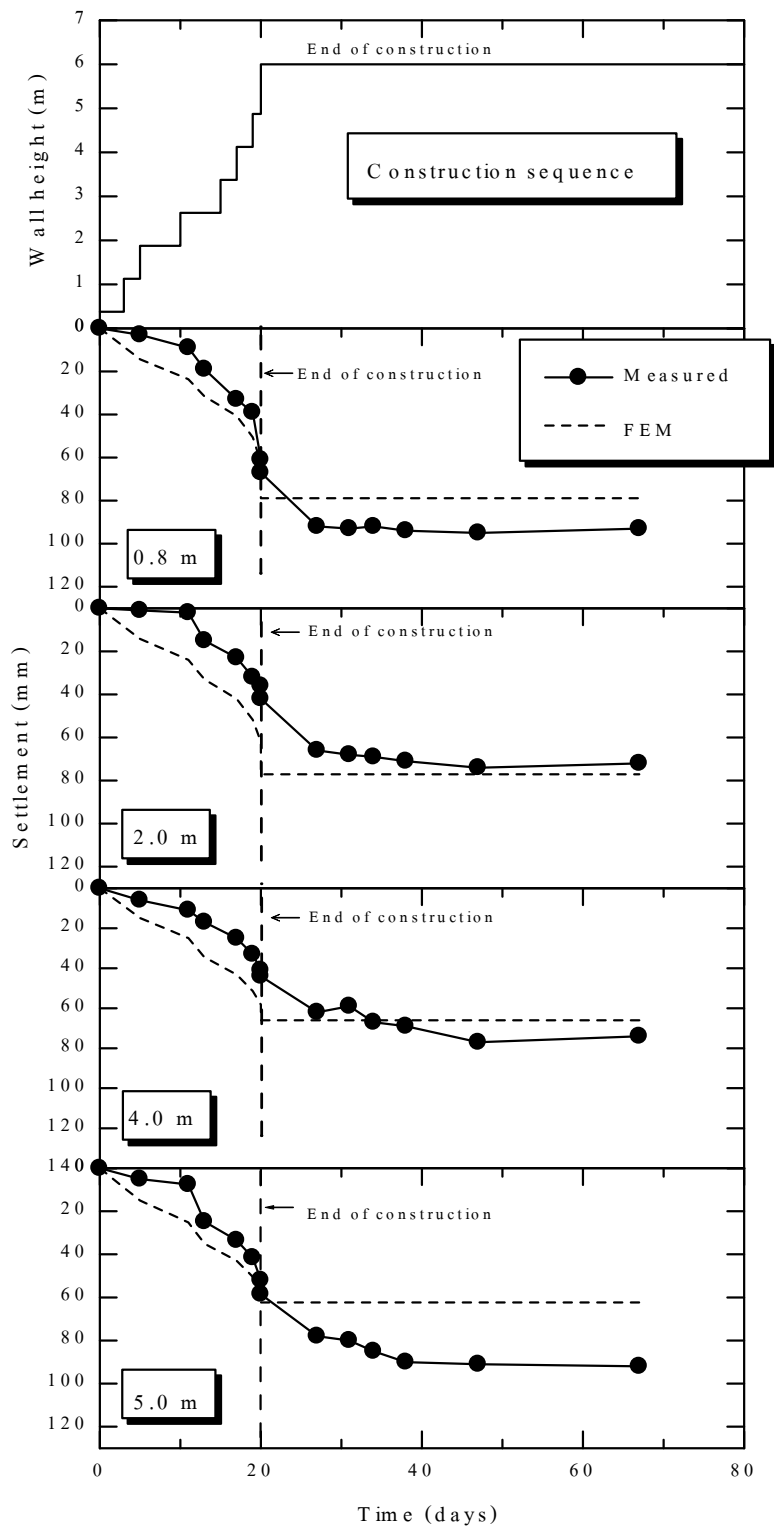 7
End of construction
6
5
Construction sequence
4
3
2
1
0
Wall height (m)
0
End of construction
Measured
FEM
20
40
60
80
100
120
0.8 m
0
End of construction
20
40
60
80
100
120
2.0 m
Settlement (mm)
0
End of construction
20
40
60
80
100
120
4.0 m
140
0
End of construction
20
40
60
80
100
120
5.0 m
0 20 40 60 80
Time (days)